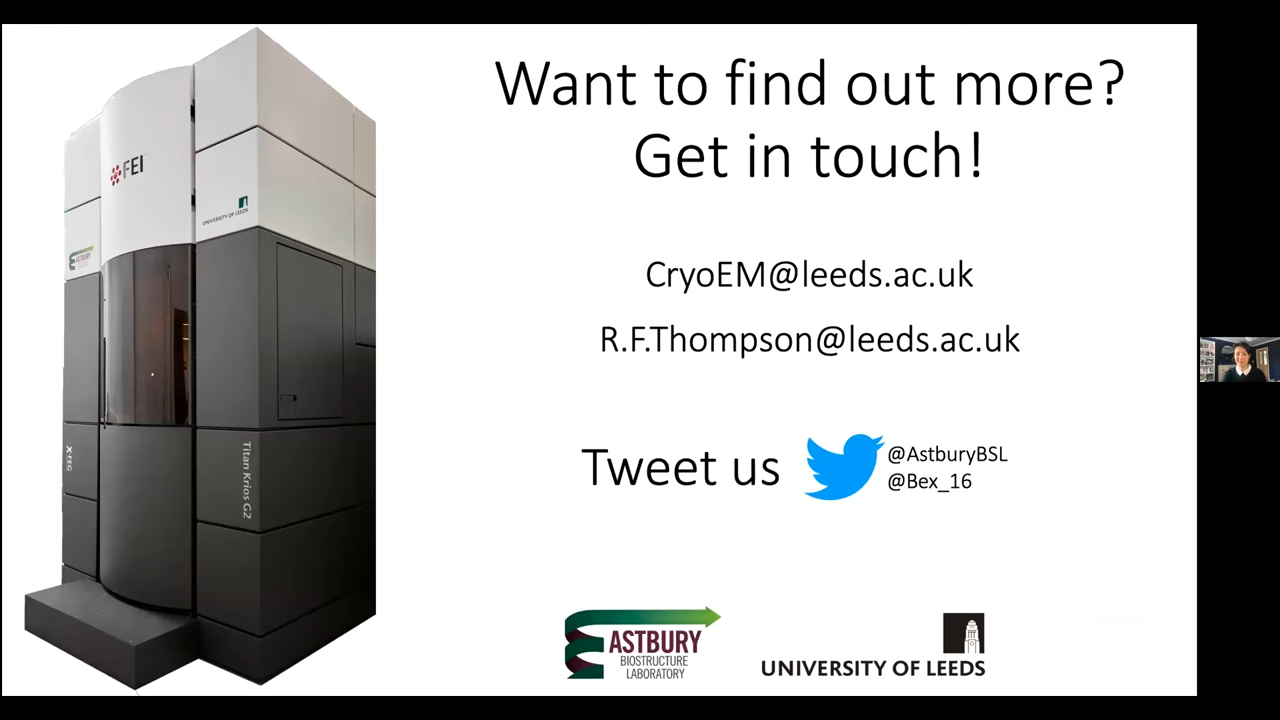 Want to find out more?
Get in touch!
CryoEM@leeds.ac.uk
R.F.Thompson@leeds.ac.uk
Tweet us
@AstburyBSL
@Bex_16
FEI
UNIVERSITY OF LEEDS
ASTBURY
X-FEG
Titan Krios G2
ASTBURY
BIOSTRUCTURE
LABORATORY
UNIVERSITY OF LEEDS